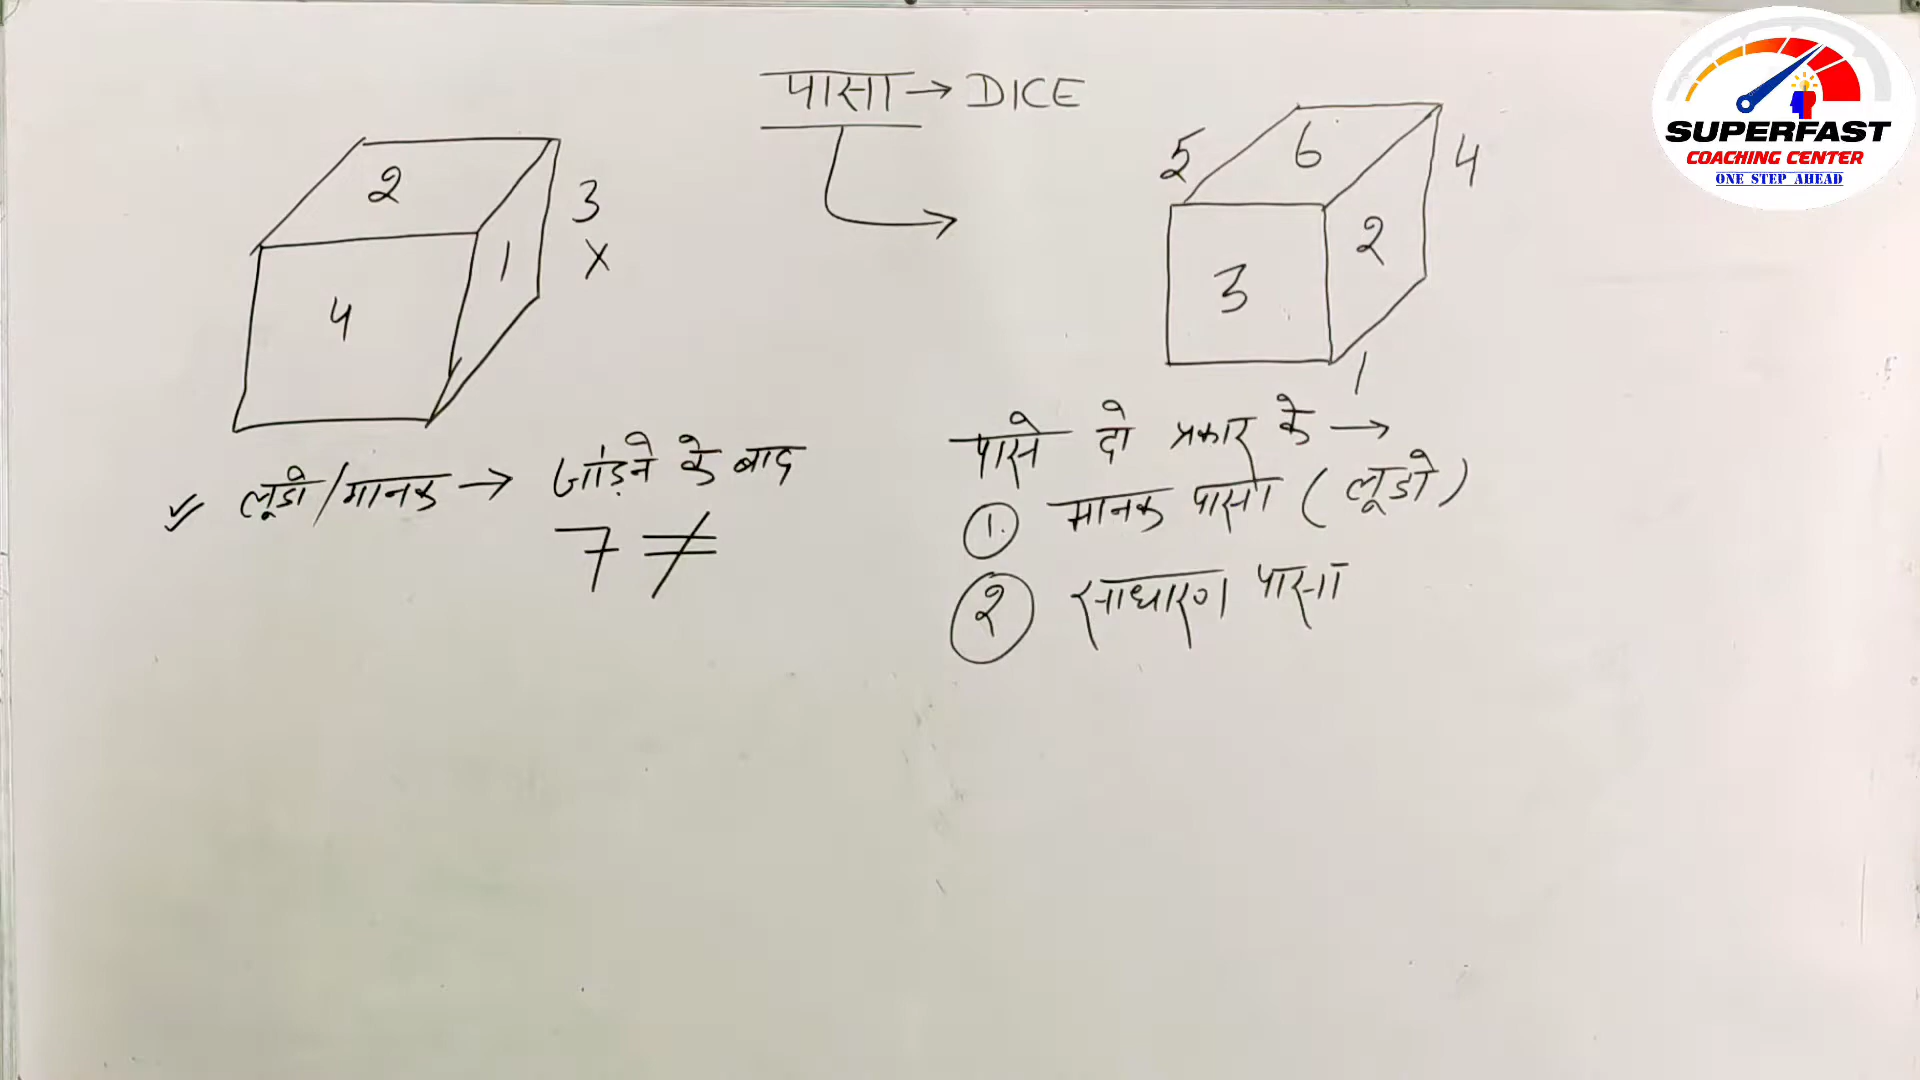 पासा → DICE
2
3
4
1
X
5
6
4
3
2
1
लूडो/मानक → जोड़ने के बाद
7 ≠
पासे दो प्रकार के →
① मानक पासा (लूडो)
② साधारण पासा
SUPERFAST
COACHING CENTER
ONE STEP AHEAD